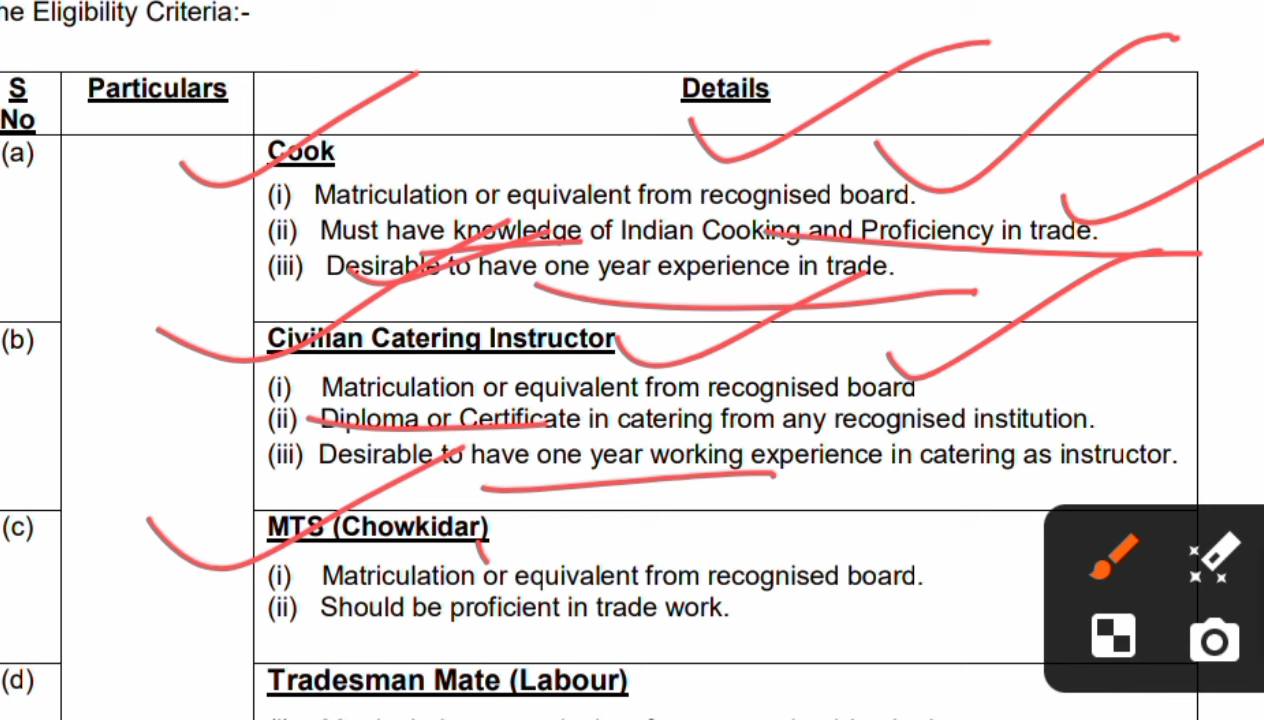 he Eligibility Criteria:-
S No
Particulars
Details
(a)
Cook
(i) Matriculation or equivalent from recognised board.
(ii) Must have knowledge of Indian Cooking and Proficiency in trade.
(iii) Desirable to have one year experience in trade.
(b)
Civilian Catering Instructor
(i) Matriculation or equivalent from recognised board
(ii) Diploma or Certificate in catering from any recognised institution.
(iii) Desirable to have one year working experience in catering as instructor.
(c)
MTS (Chowkidar)
(i) Matriculation or equivalent from recognised board.
(ii) Should be proficient in trade work.
(d)
Tradesman Mate (Labour)